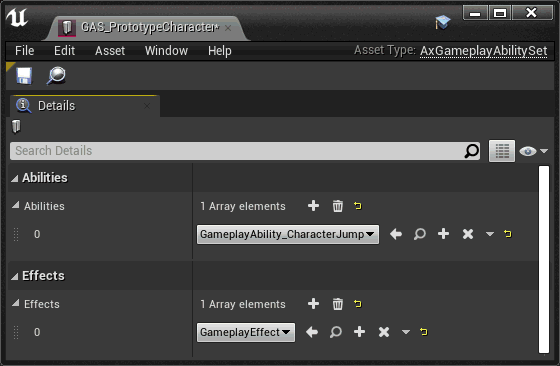 GAS_PrototypeCharacter*
File Edit Asset Window Help Asset Type: AxGameplayAbilitySet
Details
Search Details
Abilities
Abilities 1 Array elements
0 GameplayAbility_CharacterJump
Effects
Effects 1 Array elements
0 GameplayEffect